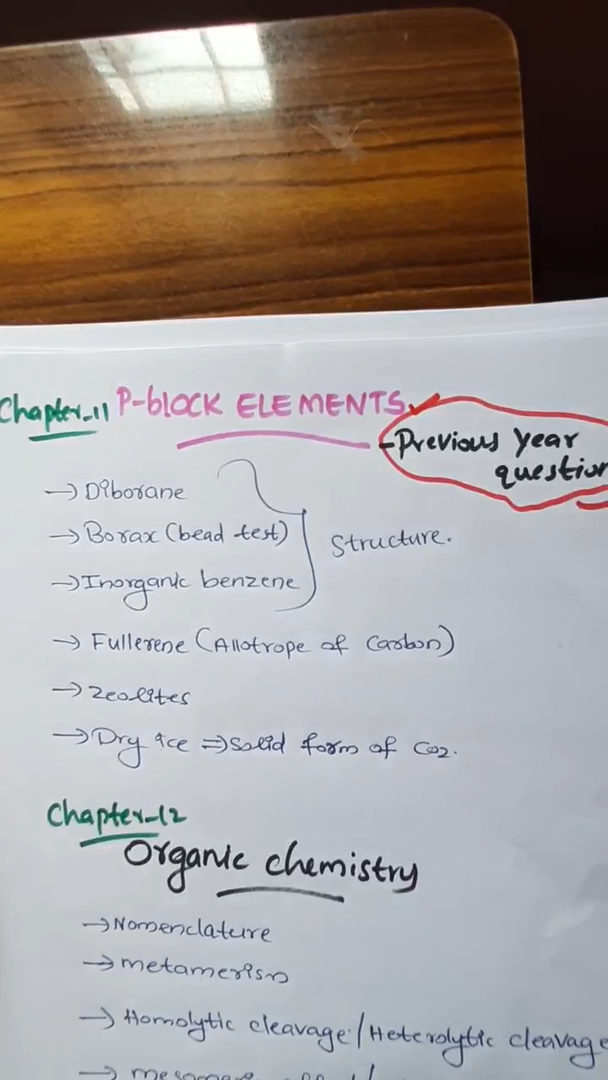 Chapter-11 P-block ELEMENTS
-Previous year
question
→ Diborane
→ Borax (bead test)
→ Inorganic benzene
Structure.
→ Fullerene (Allotrope of Carbon)
→ Zeolites
→ Dry ice ⇒ solid form of CO2.
Chapter-12
Organic chemistry
→ Nomenclature
→ metamerism
→ Homolytic cleavage/Heterolytic cleavage